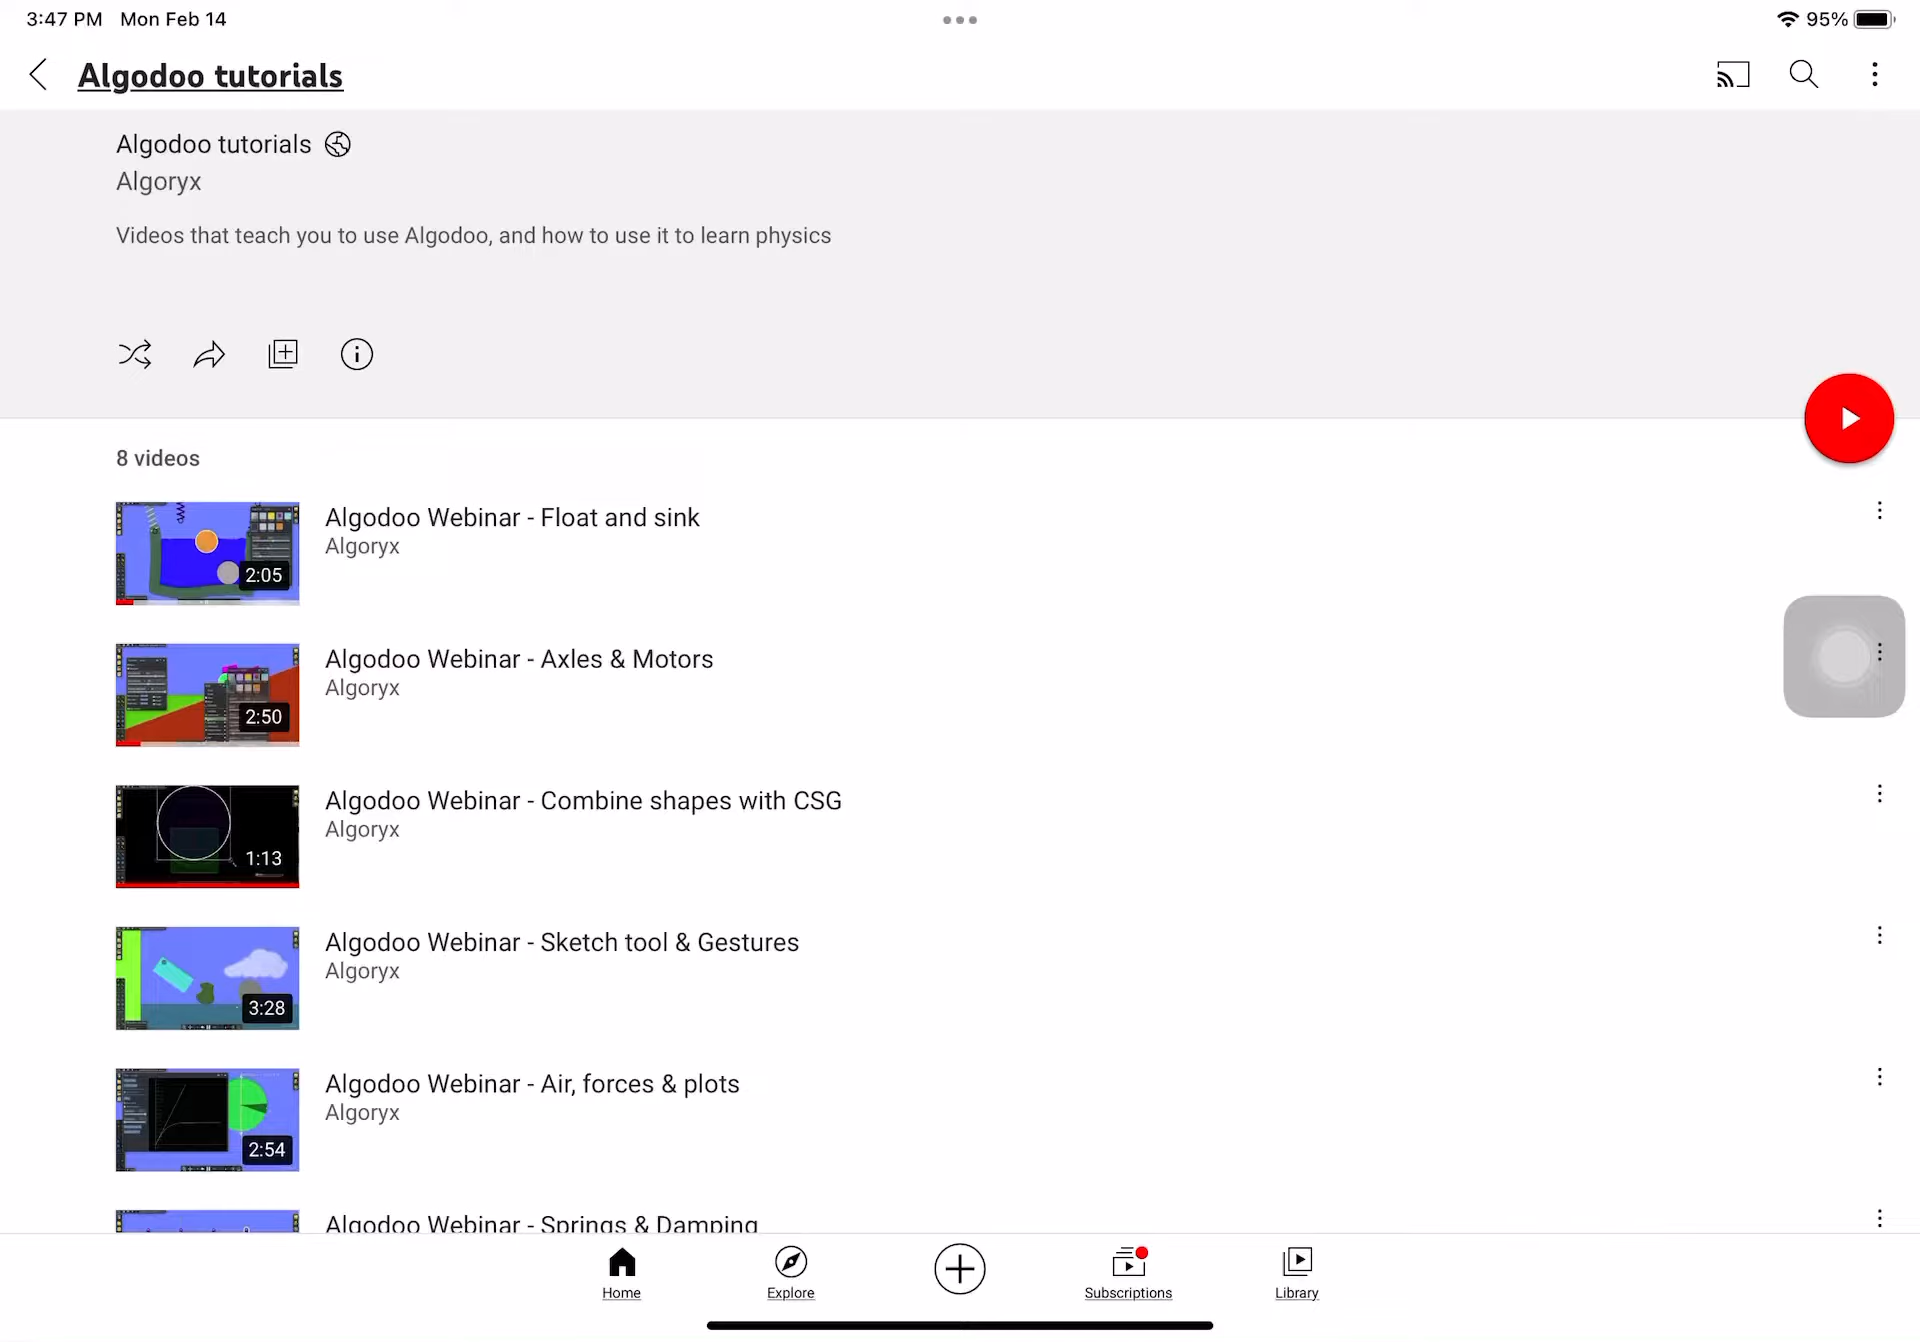 3:47 PM Mon Feb 14
95%
Algodoo tutorials
Algodoo tutorials
Algoryx
Videos that teach you to use Algodoo, and how to use it to learn physics
8 videos
Algodoo Webinar - Float and sink
Algoryx
2:05
Algodoo Webinar - Axles & Motors
Algoryx
2:50
Algodoo Webinar - Combine shapes with CSG
Algoryx
1:13
Algodoo Webinar - Sketch tool & Gestures
Algoryx
3:28
Algodoo Webinar - Air, forces & plots
Algoryx
2:54
Algodoo Webinar - Springs & Damping
Home
Explore
Subscriptions
Library